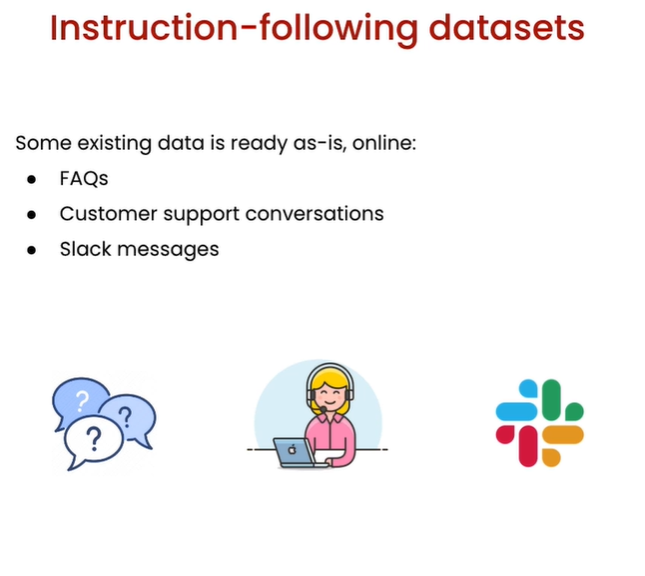 Instruction-following datasets
Some existing data is ready as-is, online:
● FAQs
● Customer support conversations
● Slack messages
? ? ?